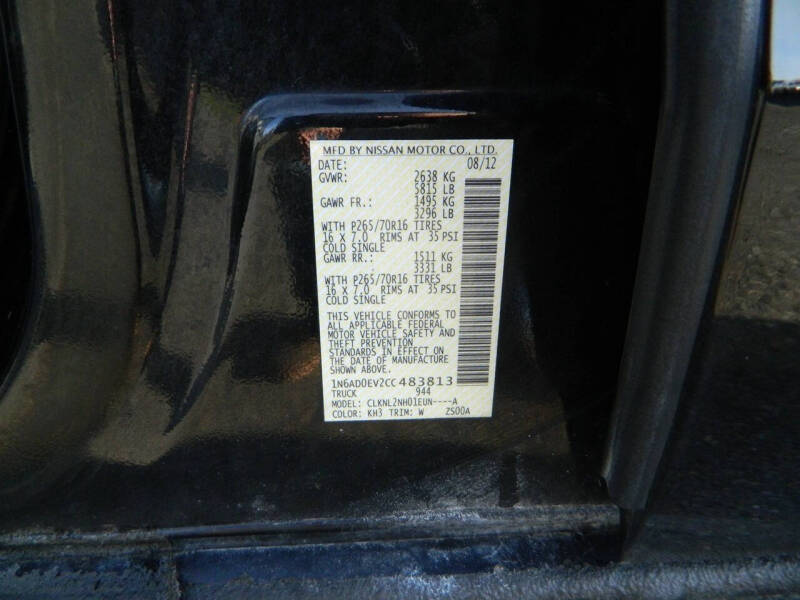 MFD BY NISSAN MOTOR CO., LTD.
DATE: 08/12
GVWR: 2638 KG
5815 LB
GAWR FR.: 1495 KG
3296 LB
WITH P265/70R16 TIRES
16 X 7.0 RIMS AT 35 PSI
COLD SINGLE
GAWR RR.: 1511 KG
3331 LB
WITH P265/70R16 TIRES
16 X 7.0 RIMS AT 35 PSI
COLD SINGLE
THIS VEHICLE CONFORMS TO
ALL APPLICABLE FEDERAL
MOTOR VEHICLE SAFETY AND
THEFT PREVENTION
STANDARDS IN EFFECT ON
THE DATE OF MANUFACTURE
SHOWN ABOVE.
1N6AD0EV2CC483813
TRUCK 944
MODEL: CLKNL2NH01EUN----A
COLOR: KH3 TRIM: W ZS00A